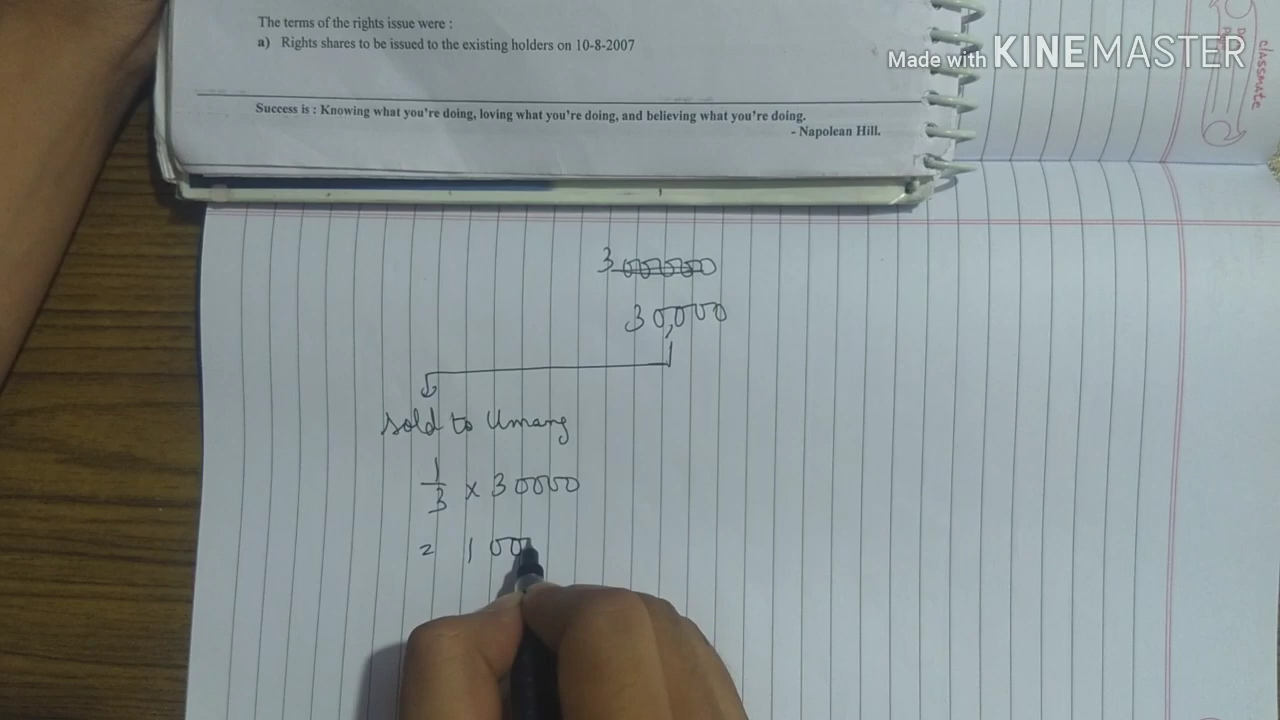 The terms of the rights issue were :
a) Rights shares to be issued to the existing holders on 10-8-2007
Made with KINEMASTER
classmate
Success is : Knowing what you're doing, loving what you're doing, and believing what you're doing.
- Napolean Hill.
30,000
sold to Umang
1/3 × 30000
= 100